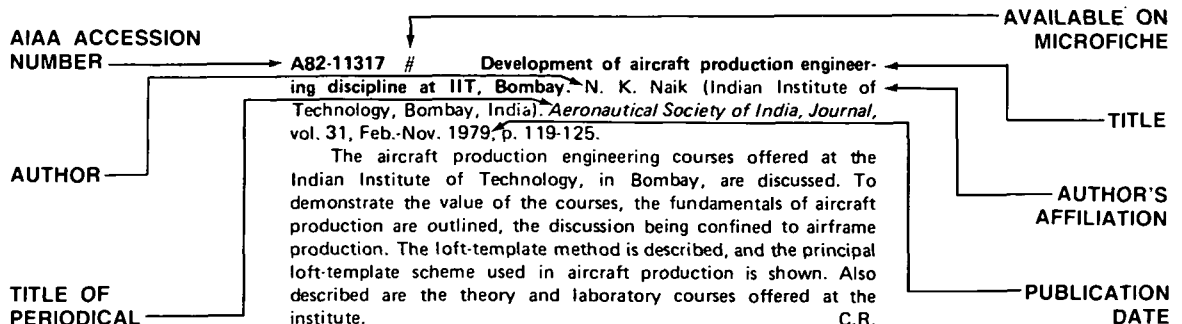 AVAILABLE ON
MICROFICHE
AIAA ACCESSION
NUMBER
A82-11317 # Development of aircraft production engineer-
ing discipline at IIT, Bombay. N. K. Naik (Indian Institute of
Technology, Bombay, India). Aeronautical Society of India, Journal,
vol. 31, Feb.-Nov. 1979, p. 119-125.
TITLE
The aircraft production engineering courses offered at the
Indian Institute of Technology, in Bombay, are discussed. To
demonstrate the value of the courses, the fundamentals of aircraft
production are outlined, the discussion being confined to airframe
production. The loft-template method is described, and the principal
loft-template scheme used in aircraft production is shown. Also
described are the theory and laboratory courses offered at the
institute. C.R.
AUTHOR
AUTHOR'S
AFFILIATION
TITLE OF
PERIODICAL
PUBLICATION
DATE